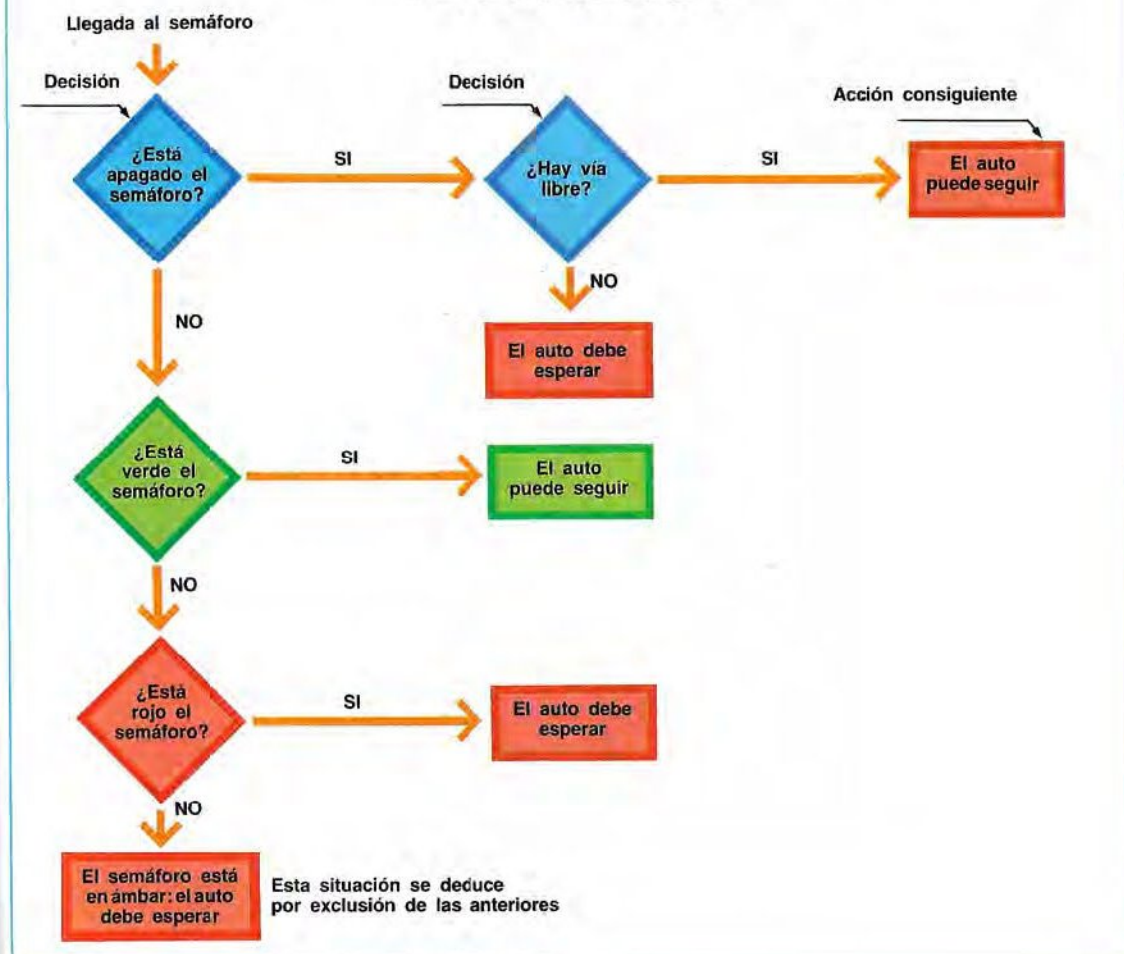 Llegada al semáforo
Decisión
Decisión
Acción consiguiente
¿Está
apagado el
semáforo?
SI
¿Hay vía
libre?
SI
El auto
puede seguir
NO
NO
El auto debe
esperar
¿Está
verde el
semáforo?
SI
El auto
puede seguir
NO
¿Está
rojo el
semáforo?
SI
El auto debe
esperar
NO
El semáforo está
en ámbar: el auto
debe esperar
Esta situación se deduce
por exclusión de las anteriores